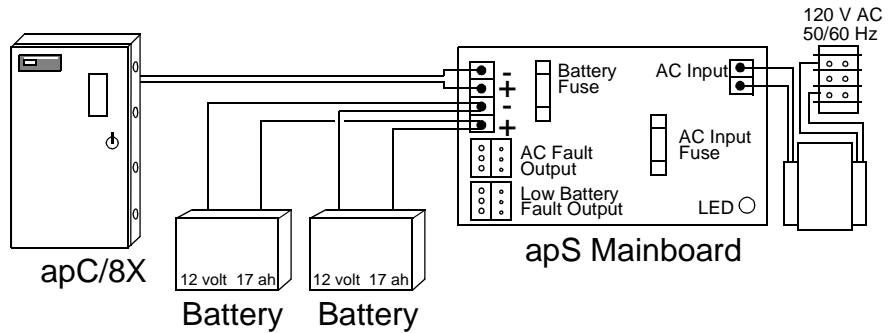 120 V AC
50/60 Hz
-
+
-
+
Battery
Fuse
AC Input
AC Input
Fuse
AC Fault
Output
Low Battery
Fault Output
LED
apS Mainboard
apC/8X
12 volt 17 ah
12 volt 17 ah
Battery
Battery